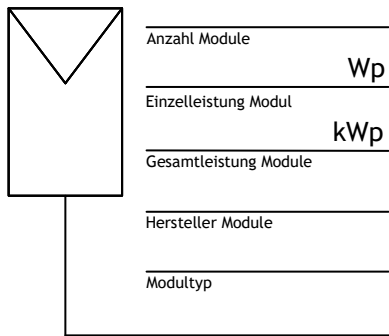 Anzahl Module
Wp
Einzelleistung Modul
kWp
Gesamtleistung Module
Hersteller Module
Modultyp